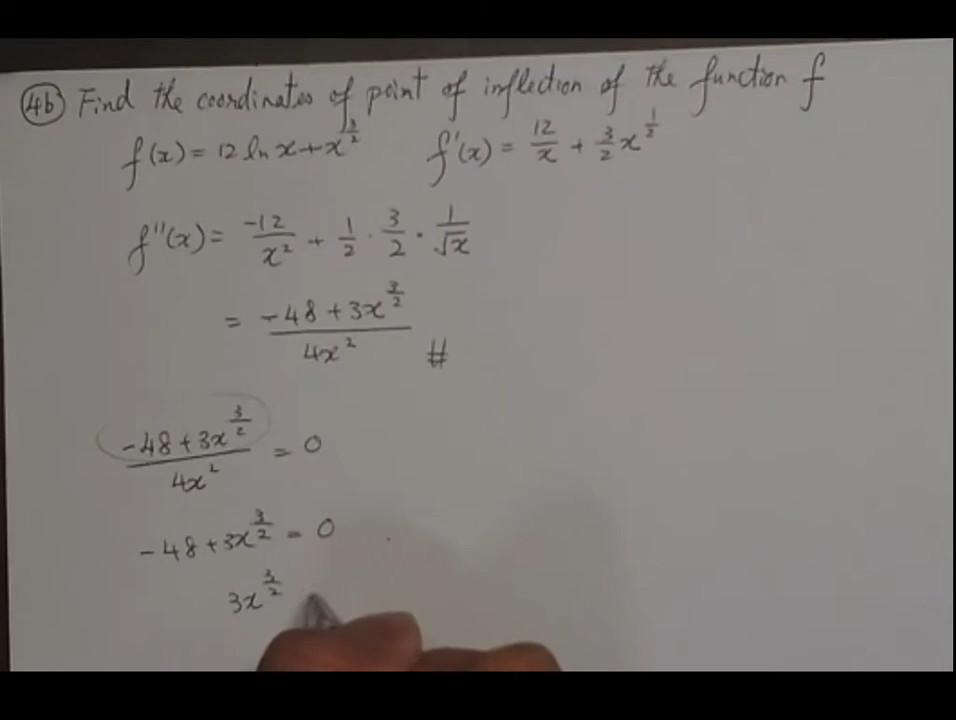 4b Find the coordinates of point of inflection of the function f
f(x) = 12 ln x + x^(3/2) f'(x) = 12/x + 3/2 x^(1/2)
f''(x) = -12/x² + 1/2 · 3/2 · 1/√x
= (-48 + 3x^(3/2))/4x² #
(-48 + 3x^(3/2))/4x² = 0
-48 + 3x^(3/2) = 0
3x^(3/2)